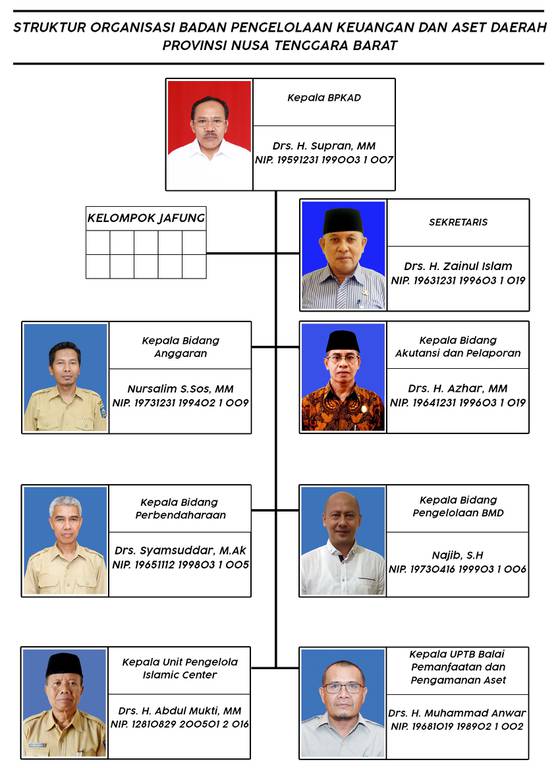 STRUKTUR ORGANISASI BADAN PENGELOLAAN KEUANGAN DAN ASET DAERAH
PROVINSI NUSA TENGGARA BARAT
Kepala BPKAD
Drs. H. Supran, MM
NIP. 19591231 199003 1 007
KELOMPOK JAFUNG
SEKRETARIS
Drs. H. Zainul Islam
NIP. 19631231 199603 1 019
Kepala Bidang
Anggaran
Nursalim S.Sos, MM
NIP. 19731231 199402 1 009
Kepala Bidang
Akutansi dan Pelaporan
Drs. H. Azhar, MM
NIP. 19641231 199603 1 019
Kepala Bidang
Perbendaharaan
Drs. Syamsuddar, M.Ak
NIP. 19651112 199803 1 005
Kepala Bidang
Pengelolaan BMD
Najib, S.H
NIP. 19730416 199903 1 006
Kepala Unit Pengelola
Islamic Center
Drs. H. Abdul Mukti, MM
NIP. 12810829 200501 2 016
Kepala UPTB Balai
Pemanfaatan dan
Pengamanan Aset
Drs. H. Muhammad Anwar
NIP. 19681019 198902 1 002